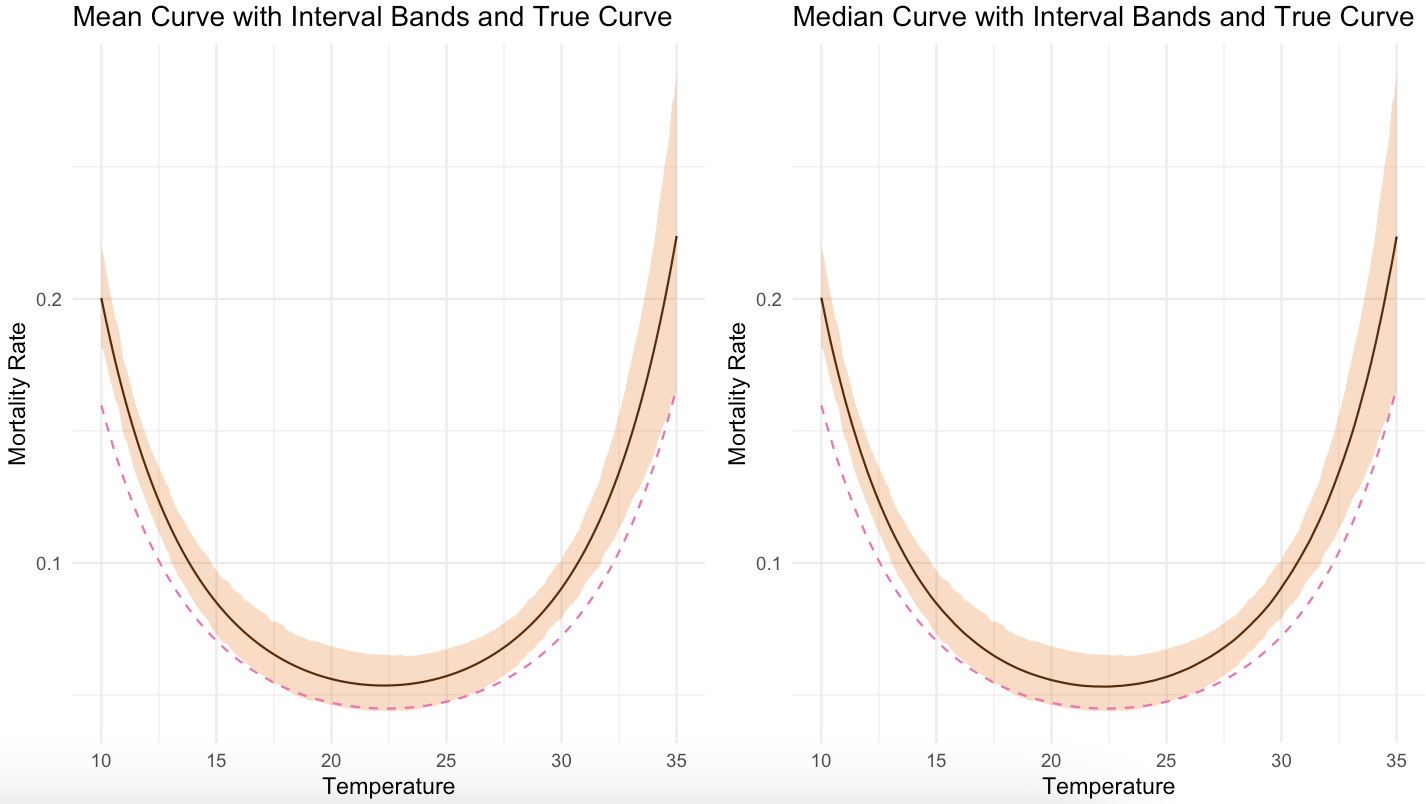 Mean Curve with Interval Bands and True Curve
Mortality Rate
0.2
0.1
10 15 20 25 30 35
Temperature
Median Curve with Interval Bands and True Curve
Mortality Rate
0.2
0.1
10 15 20 25 30 35
Temperature